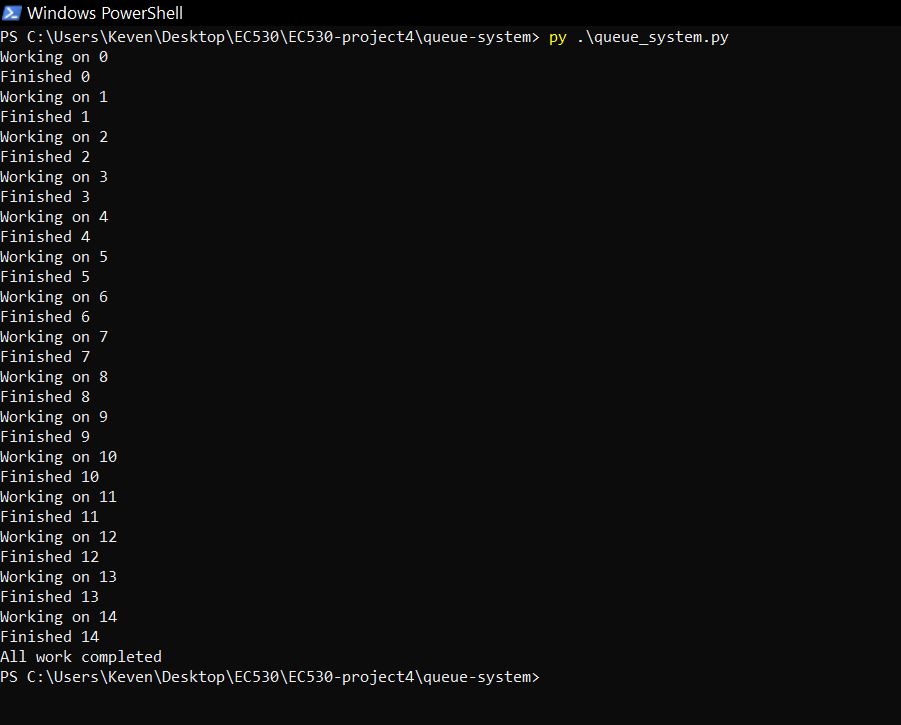 Windows PowerShell
PS C:\Users\Keven\Desktop\EC530\EC530-project4\queue-system> py .\queue_system.py
Working on 0
Finished 0
Working on 1
Finished 1
Working on 2
Finished 2
Working on 3
Finished 3
Working on 4
Finished 4
Working on 5
Finished 5
Working on 6
Finished 6
Working on 7
Finished 7
Working on 8
Finished 8
Working on 9
Finished 9
Working on 10
Finished 10
Working on 11
Finished 11
Working on 12
Finished 12
Working on 13
Finished 13
Working on 14
Finished 14
All work completed
PS C:\Users\Keven\Desktop\EC530\EC530-project4\queue-system>